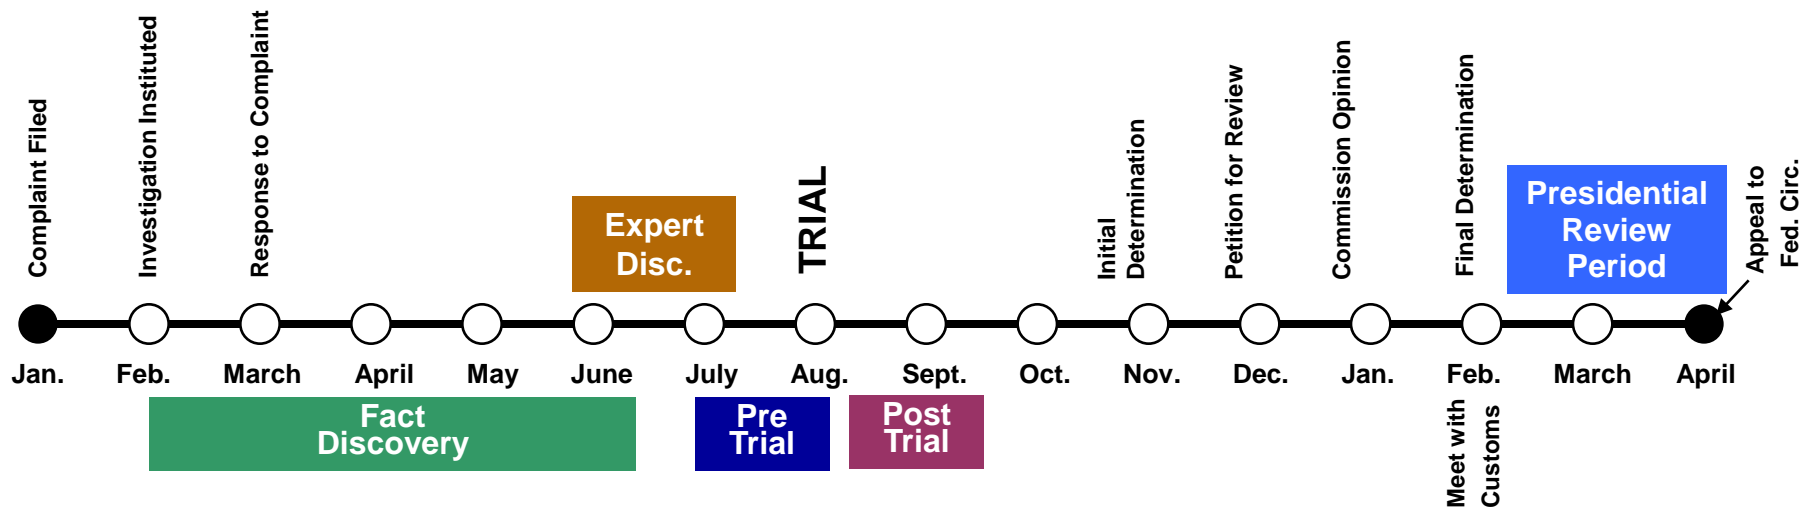 Complaint Filed
Investigation Instituted
Response to Complaint
Expert
Disc.
TRIAL
Initial
Determination
Petition for Review
Commission Opinion
Final Determination
Presidential
Review
Period
Appeal to
Fed. Circ.
Jan.
Feb.
March
April
May
June
July
Aug.
Sept.
Oct.
Nov.
Dec.
Jan.
Feb.
March
April
Fact
Discovery
Pre
Trial
Post
Trial
Meet with
Customs